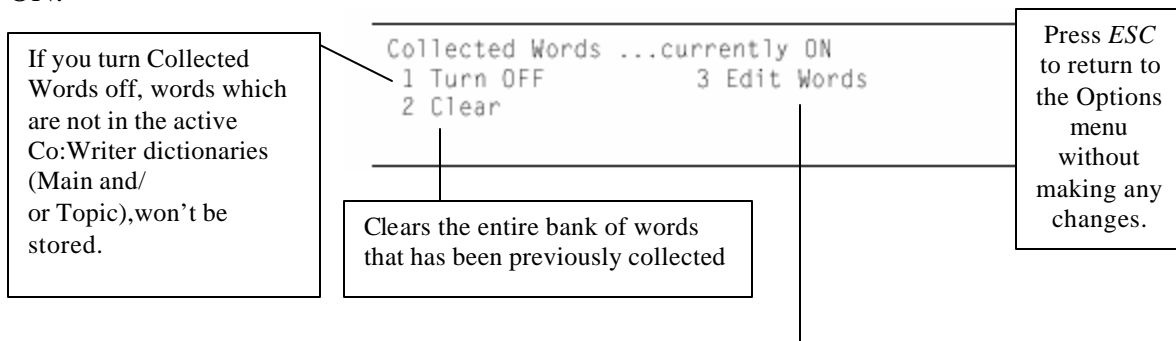 ON.
If you turn Collected
Words off, words which
are not in the active
Co:Writer dictionaries
(Main and/
or Topic),won't be
stored.
Collected Words ...currently ON
1 Turn OFF 3 Edit Words
2 Clear
Clears the entire bank of words
that has been previously collected
Press ESC
to return to
the Options
menu
without
making any
changes.